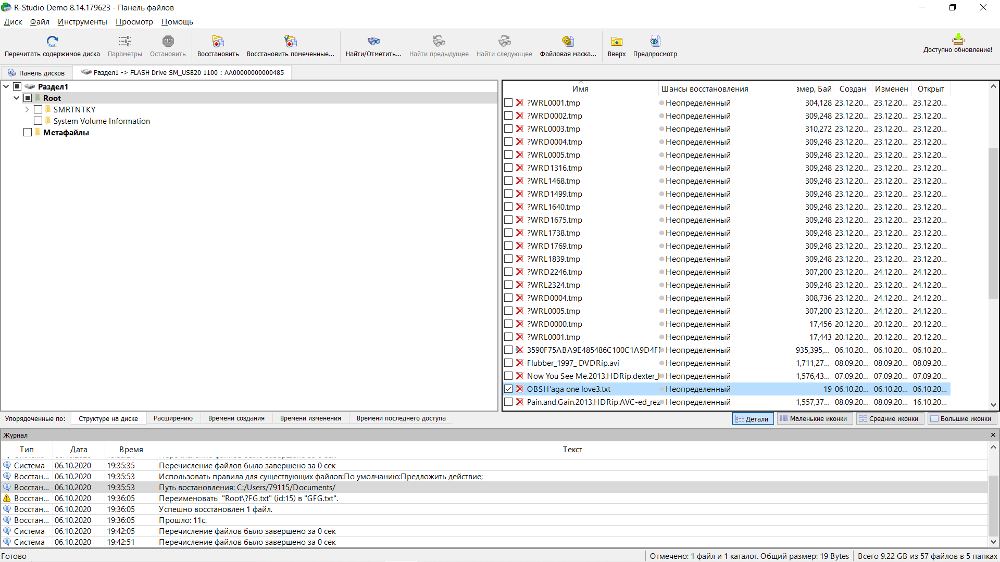 R-Studio Demo 8.14.179623 - Панель файлов
Диск Файл Инструменты Просмотр Помощь
STOP
Перечитать содержимое диска Параметры Остановить Восстановить Восстановить помеченные... Найти/Отметить... Найти предыдущее Найти следующее Файловая маска... Вверх Предпросмотр Доступно обновление!
Панель дисков Раздел1 -> FLASH Drive SM_USB20 1100 : AA00000000000485
Раздел1
Root
SMRTNTKY
System Volume Information
Метафайлы
Имя Шансы восстановления змер, Бай Создан Изменен Открыт
?WRL0001.tmp Неопределенный 304,128 23.12.20... 23.12.20... 23.12.20...
?WRD0002.tmp Неопределенный 309,248 23.12.20... 23.12.20... 23.12.20...
?WRL0003.tmp Неопределенный 310,272 23.12.20... 23.12.20... 23.12.20...
?WRD0004.tmp Неопределенный 309,248 23.12.20... 23.12.20... 23.12.20...
?WRL0005.tmp Неопределенный 309,248 23.12.20... 23.12.20... 23.12.20...
?WRD1316.tmp Неопределенный 309,248 23.12.20... 23.12.20... 23.12.20...
?WRL1468.tmp Неопределенный 309,248 23.12.20... 23.12.20... 23.12.20...
?WRD1499.tmp Неопределенный 309,248 23.12.20... 23.12.20... 23.12.20...
?WRL1640.tmp Неопределенный 309,248 23.12.20... 23.12.20... 23.12.20...
?WRD1675.tmp Неопределенный 309,248 23.12.20... 23.12.20... 23.12.20...
?WRL1738.tmp Неопределенный 309,248 23.12.20... 23.12.20... 23.12.20...
?WRD1769.tmp Неопределенный 309,248 23.12.20... 23.12.20... 23.12.20...
?WRL1839.tmp Неопределенный 309,248 23.12.20... 23.12.20... 23.12.20...
?WRD2246.tmp Неопределенный 307,200 23.12.20... 24.12.20... 24.12.20...
?WRL2324.tmp Неопределенный 309,248 23.12.20... 23.12.20... 24.12.20...
?WRD0004.tmp Неопределенный 308,736 23.12.20... 24.12.20... 24.12.20...
?WRL0005.tmp Неопределенный 307,200 23.12.20... 24.12.20... 24.12.20...
?WRD0000.tmp Неопределенный 17,456 20.12.20... 20.12.20... 20.12.20...
?WRL0001.tmp Неопределенный 17,443 20.12.20... 20.12.20... 20.12.20...
3590F75ABA9E485486C100C1A9D4F Неопределенный 935,395,... 06.10.20... 06.10.20... 06.10.20...
Flubber_1997_ DVDRip.avi Неопределенный 1,711,27... 08.09.20... 08.09.20... 08.09.20...
Now You See Me.2013.HDRip.dexter_ Неопределенный 1,576,43... 07.09.20... 07.09.20... 07.09.20...
OBSH'aga one love3.txt Неопределенный 19 06.10.20... 06.10.20... 06.10.20...
Pain.and.Gain.2013.HDRip.AVC-ed_rez Неопределенный 1,557,37... 08.09.20... 08.09.20... 16.10.20...
Упорядоченные по: Структуре на диске Расширению Времени создания Времени изменения Времени последнего доступа Детали Маленькие иконки Средние иконки Большие иконки
Журнал
Тип Дата Время Текст
Система 06.10.2020 19:35:35 Перечисление файлов было завершено за 0 сек
Восстан... 06.10.2020 19:35:53 Использовать правила для существующих файлов:По умолчанию:Предложить действие;
Восстан... 06.10.2020 19:35:53 Путь востановления: C:/Users/79115/Documents/
Восстан... 06.10.2020 19:36:05 Переименовать "Root\?FG.txt" (id:15) в "GFG.txt".
Восстан... 06.10.2020 19:36:05 Успешно восстановлен 1 файл.
Восстан... 06.10.2020 19:36:05 Прошло: 11с.
Система 06.10.2020 19:42:05 Перечисление файлов было завершено за 0 сек
Система 06.10.2020 19:42:51 Перечисление файлов было завершено за 0 сек
Готово Отмечено: 1 файл и 1 каталог. Общий размер: 19 Bytes Всего 9.22 GB из 57 файлов в 5 папках